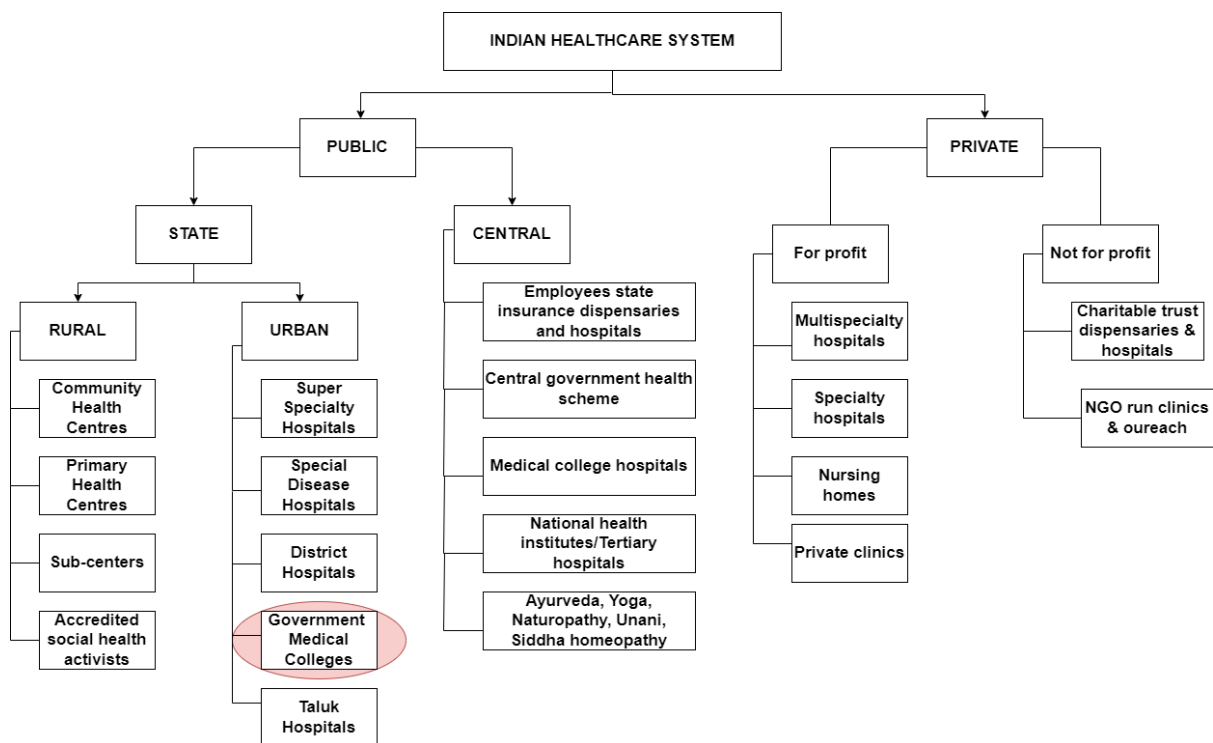 INDIAN HEALTHCARE SYSTEM
PUBLIC
PRIVATE
STATE
CENTRAL
For profit
Not for profit
RURAL
URBAN
Community
Health
Centres
Primary
Health
Centres
Sub-centers
Accredited
social health
activists
Super
Specialty
Hospitals
Special
Disease
Hospitals
District
Hospitals
Government
Medical
Colleges
Taluk
Hospitals
Employees state
insurance dispensaries
and hospitals
Central government health
scheme
Medical college hospitals
National health
institutes/Tertiary
hospitals
Ayurveda, Yoga,
Naturopathy, Unani,
Siddha homeopathy
Multispecialty
hospitals
Specialty
hospitals
Nursing
homes
Private clinics
Charitable trust
dispensaries &
hospitals
NGO run clinics
& oureach